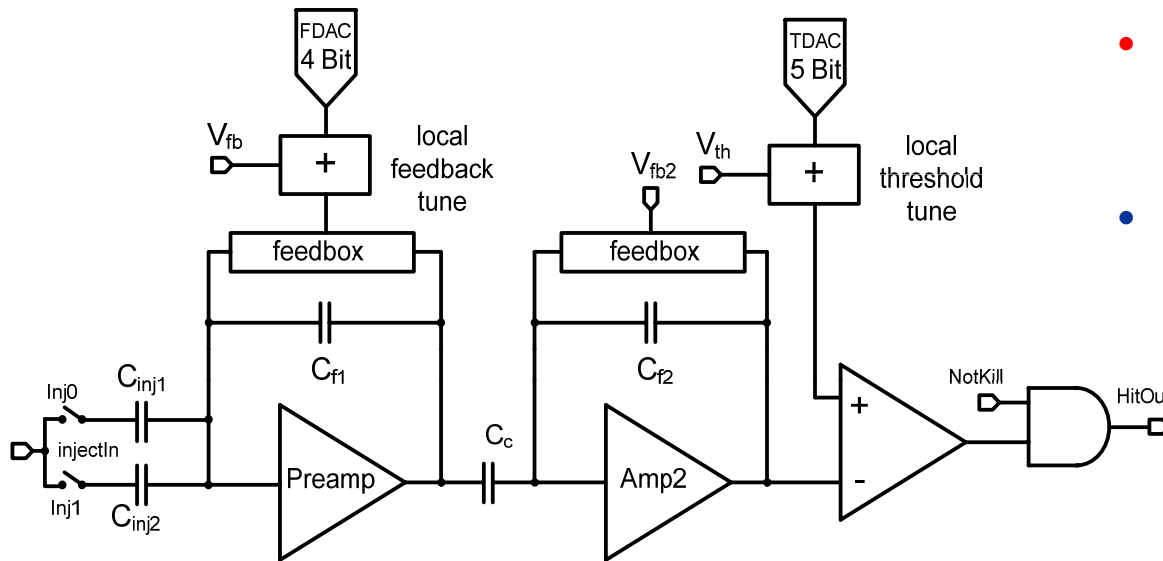 FDAC
4 Bit
TDAC
5 Bit
Vfb
+
local
feedback
tune
Vth
+
local
threshold
tune
Vfb2
feedbox
feedbox
Cf1
Cf2
Inj0
Cinj1
injectIn
Inj1
Cinj2
Preamp
Cc
Amp2
+
-
NotKill
HitOu